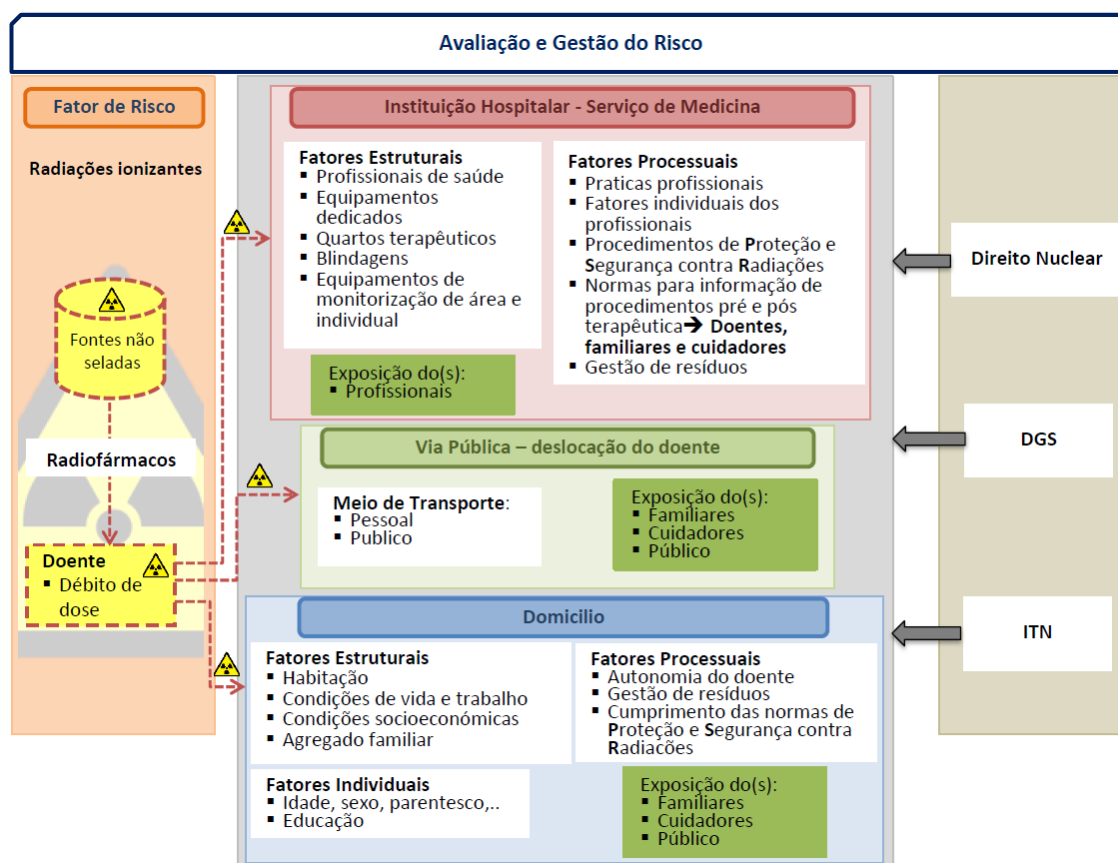 Avaliação e Gestão do Risco
Fator de Risco
Radiações ionizantes
Fontes não
seladas
Radiofármacos
Doente
▪ Débito de
dose
Instituição Hospitalar - Serviço de Medicina
Fatores Estruturais
▪ Profissionais de saúde
▪ Equipamentos
dedicados
▪ Quartos terapêuticos
▪ Blindagens
▪ Equipamentos de
monitorização de área e
individual
Exposição do(s):
▪ Profissionais
Fatores Processuais
▪ Praticas profissionais
▪ Fatores individuais dos
profissionais
▪ Procedimentos de Proteção e
Segurança contra Radiações
▪ Normas para informação de
procedimentos pré e pós
terapêutica➔ Doentes,
familiares e cuidadores
▪ Gestão de resíduos
Via Pública – deslocação do doente
Meio de Transporte:
▪ Pessoal
▪ Publico
Exposição do(s):
▪ Familiares
▪ Cuidadores
▪ Público
Domicilio
Fatores Estruturais
▪ Habitação
▪ Condições de vida e trabalho
▪ Condições socioeconómicas
▪ Agregado familiar
Fatores Processuais
▪ Autonomia do doente
▪ Gestão de resíduos
▪ Cumprimento das normas de
Proteção e Segurança contra
Radiacões
Fatores Individuais
▪ Idade, sexo, parentesco,..
▪ Educação
Exposição do(s):
▪ Familiares
▪ Cuidadores
▪ Público
Direito Nuclear
DGS
ITN